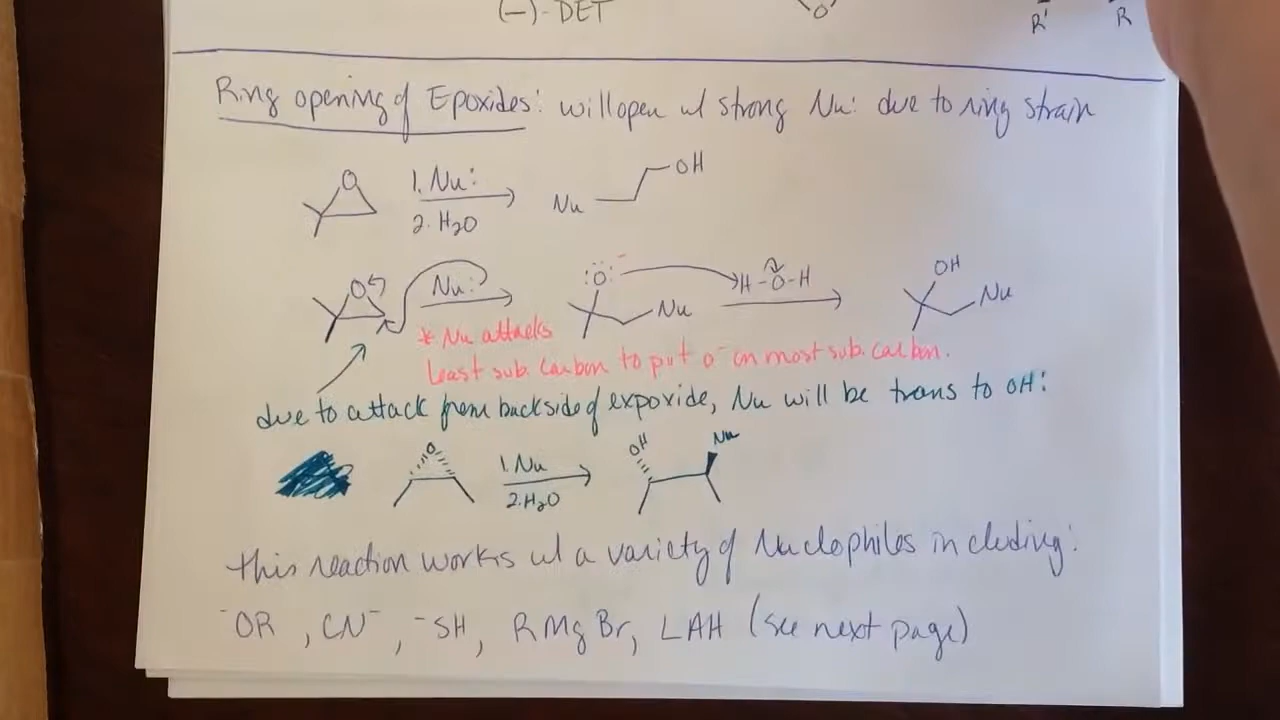 (-)-DET
O
R' R
Ring opening of Epoxides: will open w/ strong Nu: due to ring strain
O 1. Nu: Nu OH
2. H2O
O Nu: :Ö:⁻ Nu H-Ö-H OH Nu
* Nu attacks
least sub. carbon to put O⁻ on most sub. carbon.
due to attack from backside of expoxide, Nu will be trans to OH:
O 1. Nu OH Nu
2. H2O
this reaction works w/ a variety of Nuclophiles including:
⁻OR, CN⁻, ⁻SH, RMgBr, LAH (see next page)